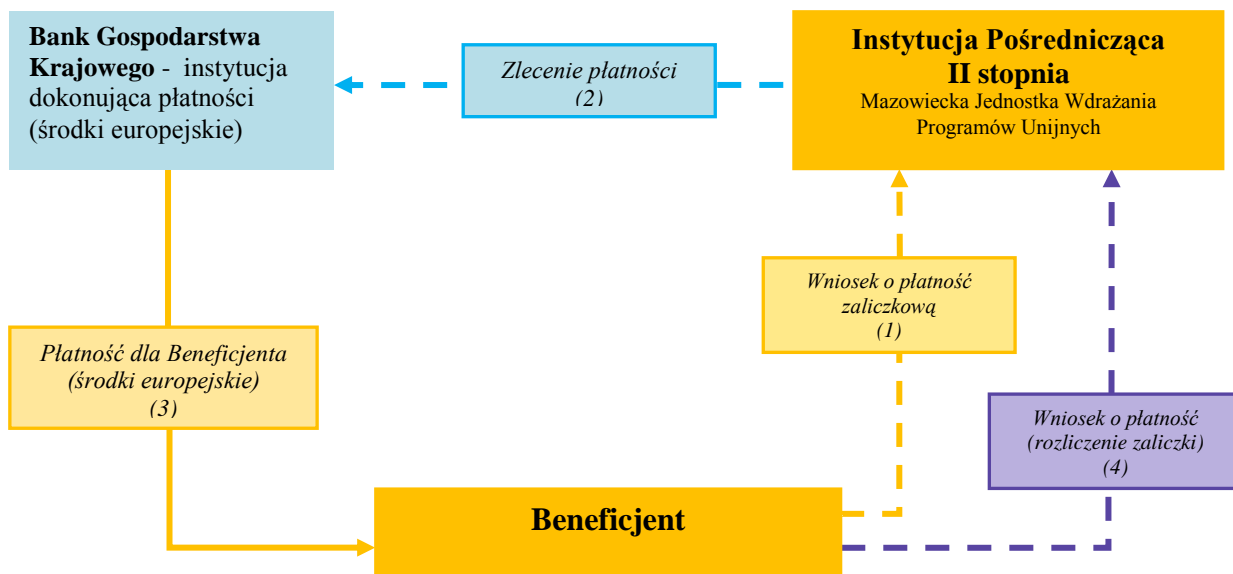 Bank Gospodarstwa
Krajowego - instytucja
dokonująca płatności
(środki europejskie)
Zlecenie płatności
(2)
Instytucja Pośrednicząca
II stopnia
Mazowiecka Jednostka Wdrażania
Programów Unijnych
Wniosek o płatność
zaliczkową
(1)
Płatność dla Beneficjenta
(środki europejskie)
(3)
Wniosek o płatność
(rozliczenie zaliczki)
(4)
Beneficjent